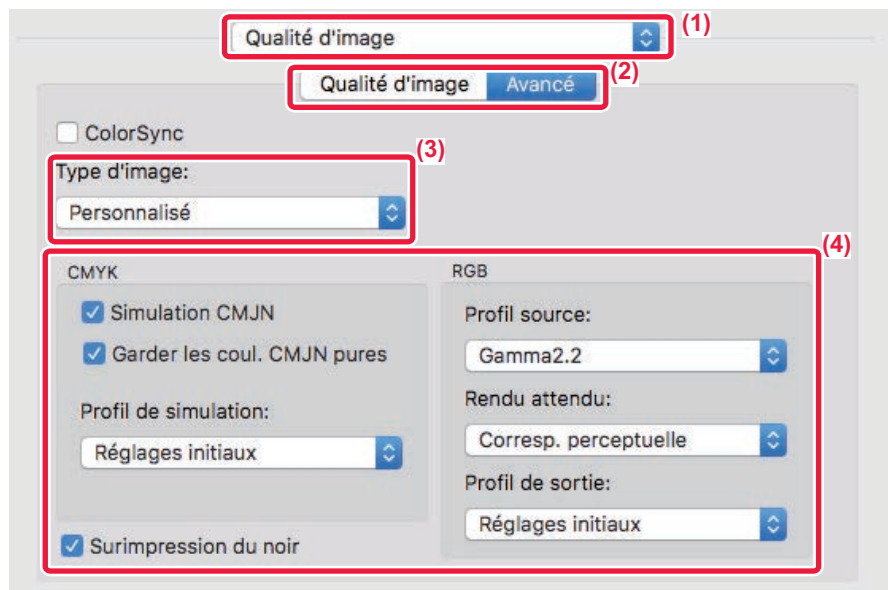 Qualité d'image
(1)
Qualité d'image Avancé
(2)
ColorSync
Type d'image:
(3)
Personnalisé
(4)
CMYK
Simulation CMJN
Garder les coul. CMJN pures
Profil de simulation:
Réglages initiaux
Surimpression du noir
RGB
Profil source:
Gamma2.2
Rendu attendu:
Corresp. perceptuelle
Profil de sortie:
Réglages initiaux